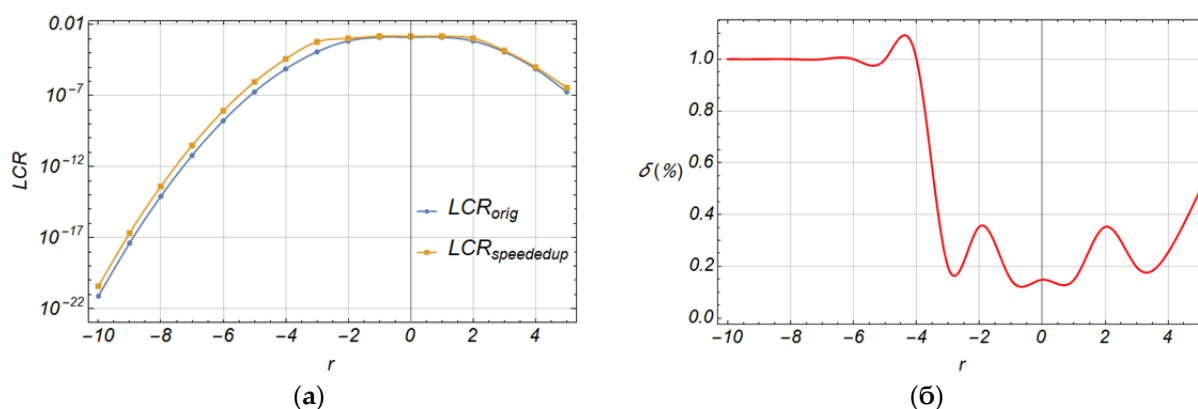 0.01
10^-7
10^-12
10^-17
10^-22
LCR
−10 −8 −6 −4 −2 0 2 4
r
LCR_orig
LCR_speededup
(a)
1.0
0.8
0.6
0.4
0.2
0.0
δ(%)
−10 −8 −6 −4 −2 0 2 4
r
(б)